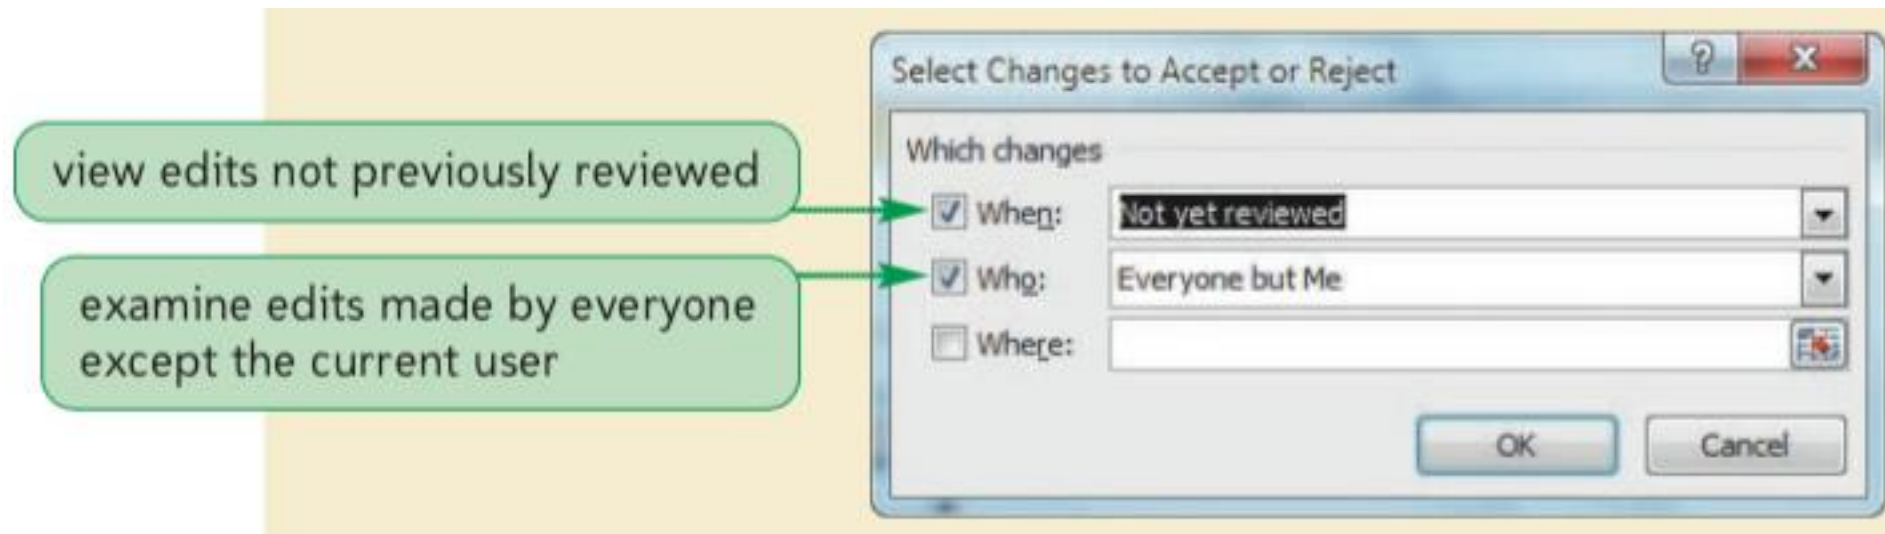 Select Changes to Accept or Reject
Which changes
view edits not previously reviewed
When: Not yet reviewed
Who: Everyone but Me
examine edits made by everyone
except the current user
Where:
OK Cancel